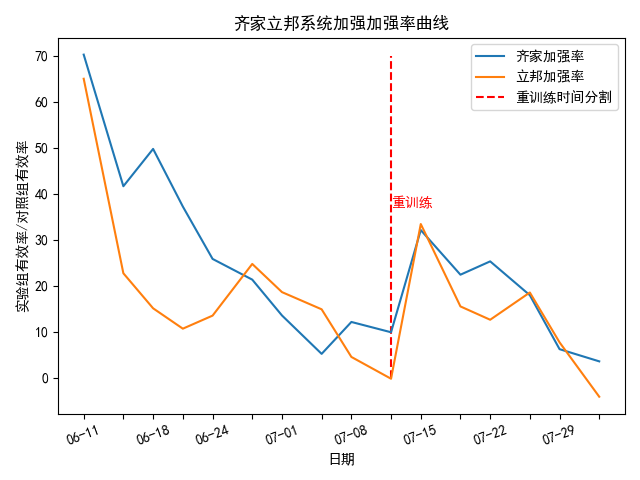 齐家立邦系统加强加强率曲线
齐家加强率
立邦加强率
重训练时间分割
重训练
实验组有效率/对照组有效率
70
60
50
40
30
20
10
0
06-11
06-18
06-24
07-01
07-08
07-15
07-22
07-29
日期